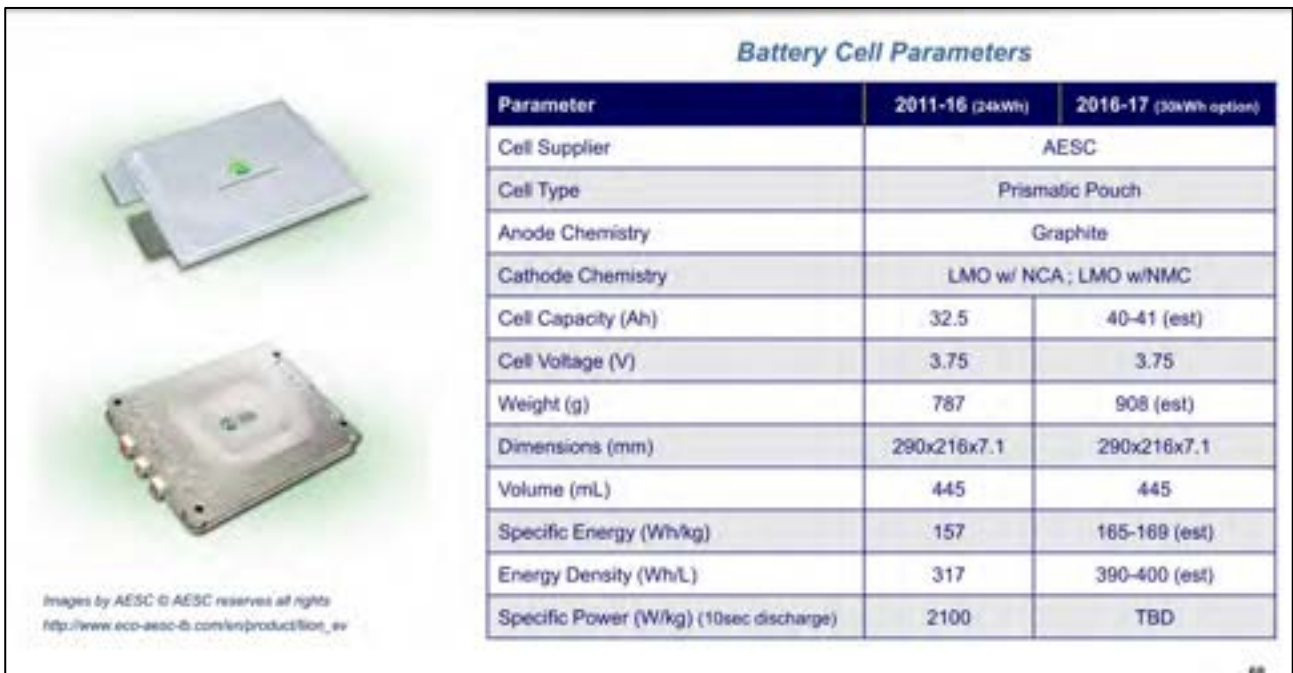 Battery Cell Parameters
Parameter 2011-16 (24kWh) 2016-17 (30kWh option)
Cell Supplier AESC
Cell Type Prismatic Pouch
Anode Chemistry Graphite
Cathode Chemistry LMO w/ NCA ; LMO w/NMC
Cell Capacity (Ah) 32.5 40-41 (est)
Cell Voltage (V) 3.75 3.75
Weight (g) 787 908 (est)
Dimensions (mm) 290x216x7.1 290x216x7.1
Volume (mL) 445 445
Specific Energy (Wh/kg) 157 165-169 (est)
Energy Density (Wh/L) 317 390-400 (est)
Specific Power (W/kg) (10sec discharge) 2100 TBD
Images by AESC © AESC reserves all rights
http://www.eco-aesc-lb.com/en/product/liion_ev